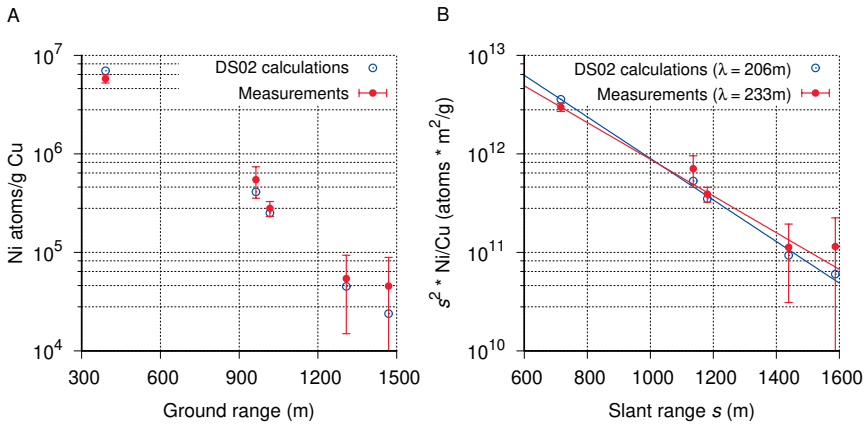 A
Ni atoms/g Cu
10^7
10^6
10^5
10^4
DS02 calculations
Measurements
300 600 900 1200 1500
Ground range (m)
B
s^2 * Ni/Cu (atoms * m^2/g)
10^13
10^12
10^11
10^10
DS02 calculations (λ = 206m)
Measurements (λ = 233m)
600 800 1000 1200 1400 1600
Slant range s (m)